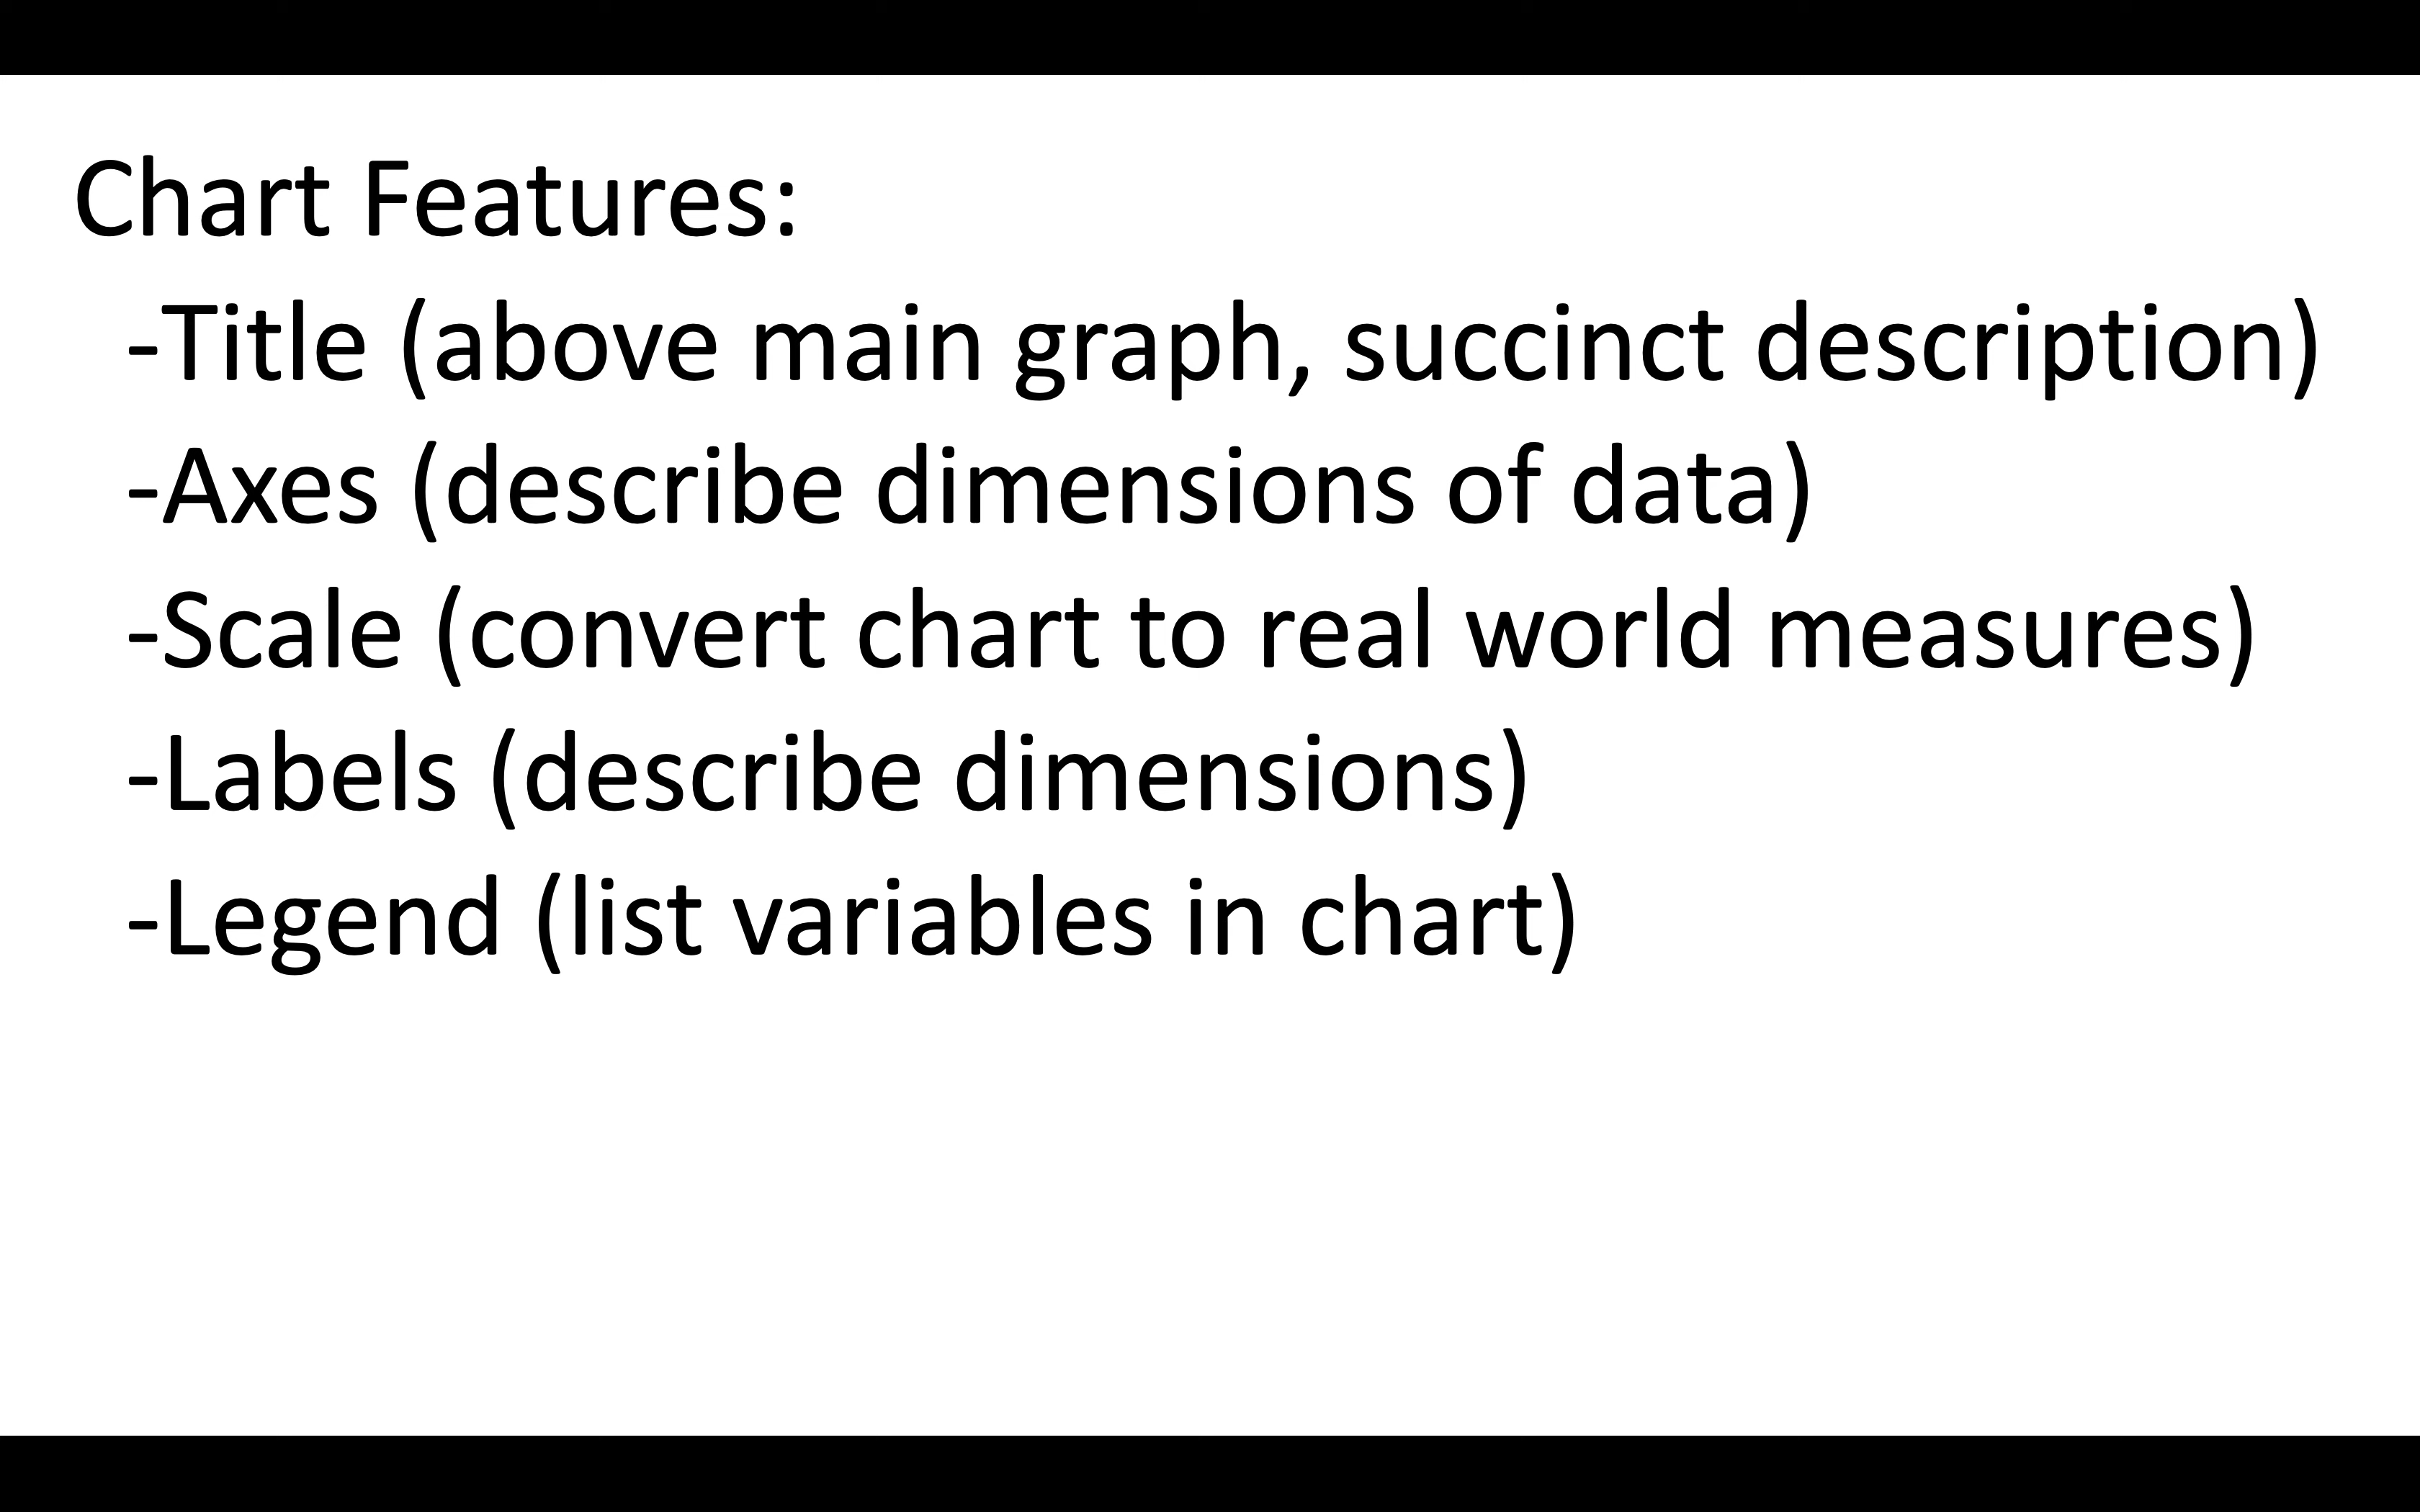 Chart Features:
-Title (above main graph, succinct description)
-Axes (describe dimensions of data)
-Scale (convert chart to real world measures)
-Labels (describe dimensions)
-Legend (list variables in chart)